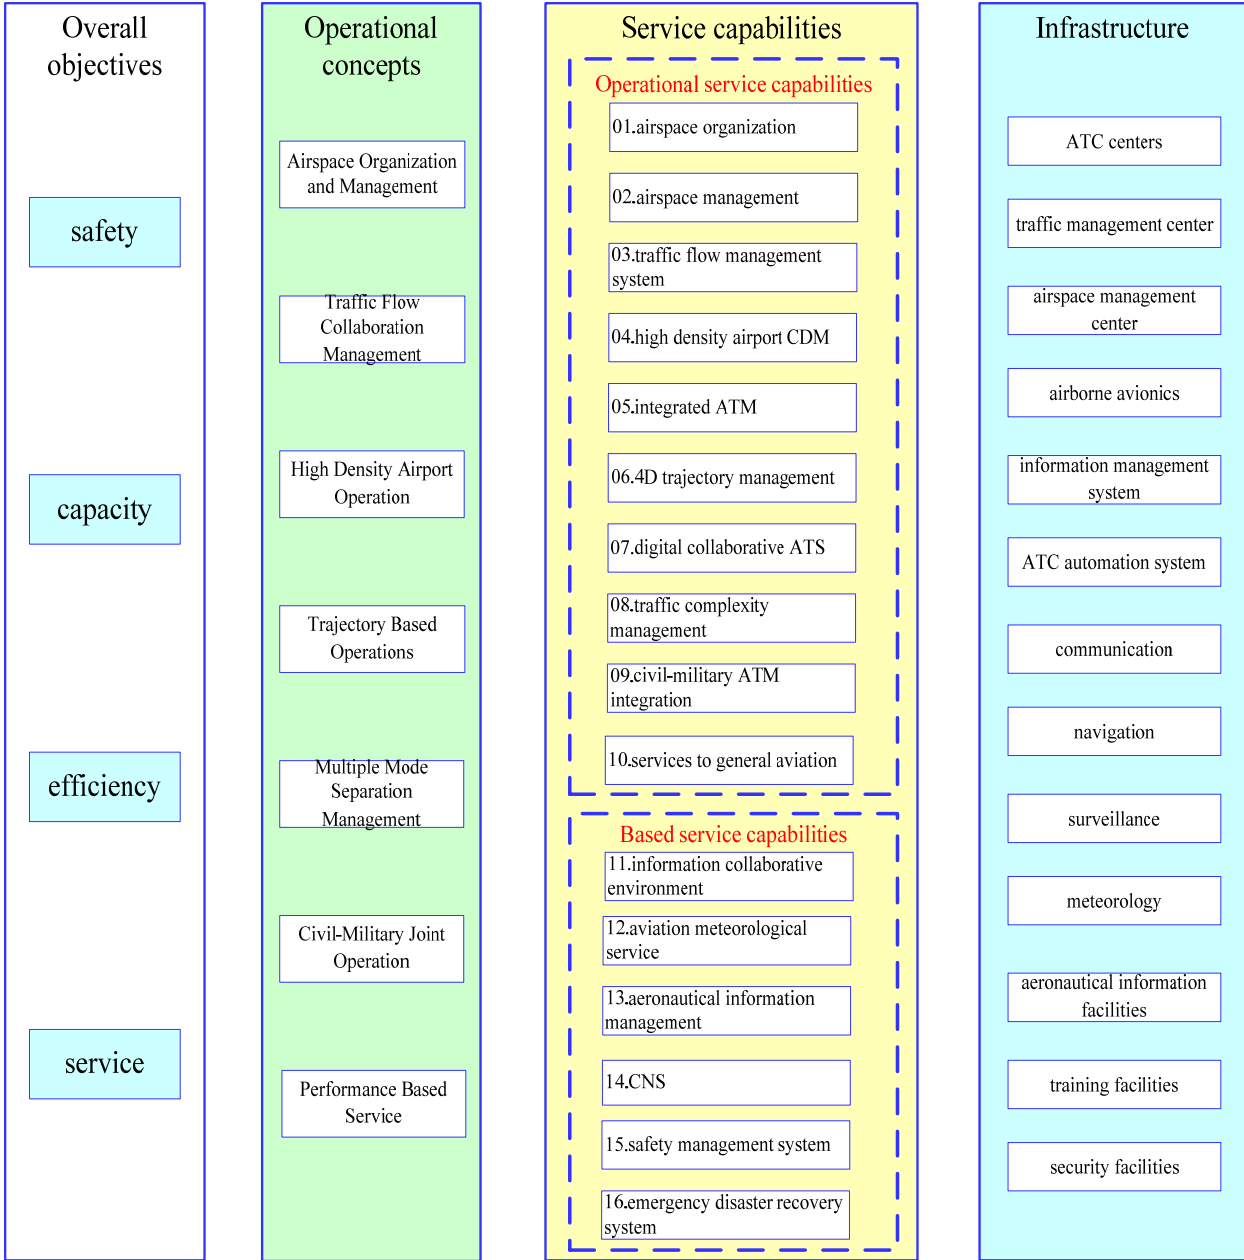 Overall
objectives
safety
capacity
efficiency
service
Operational
concepts
Airspace Organization
and Management
Traffic Flow
Collaboration
Management
High Density Airport
Operation
Trajectory Based
Operations
Multiple Mode
Separation
Management
Civil-Military Joint
Operation
Performance Based
Service
Service capabilities
Operational service capabilities
01.airspace organization
02.airspace management
03.traffic flow management
system
04.high density airport CDM
05.integrated ATM
06.4D trajectory management
07.digital collaborative ATS
08.traffic complexity
management
09.civil-military ATM
integration
10.services to general aviation
Based service capabilities
11.information collaborative
environment
12.aviation meteorological
service
13.aeronautical information
management
14.CNS
15.safety management system
16.emergency disaster recovery
system
Infrastructure
ATC centers
traffic management center
airspace management
center
airborne avionics
information management
system
ATC automation system
communication
navigation
surveillance
meteorology
aeronautical information
facilities
training facilities
security facilities